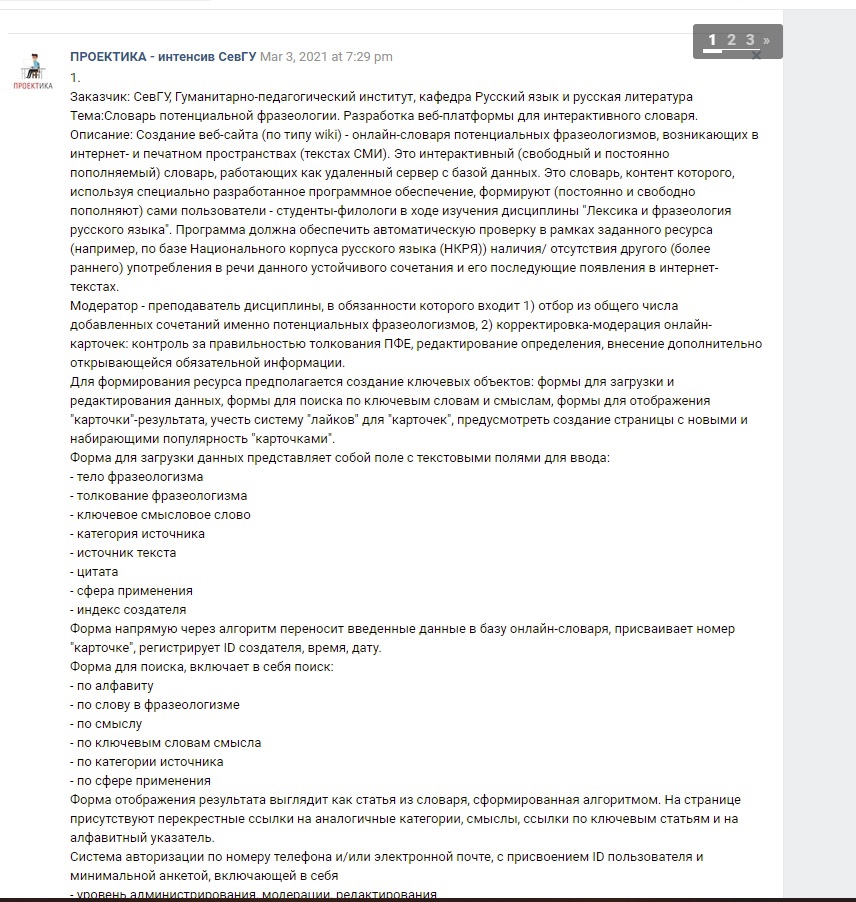 1 2 3 »
ПРОЕКТИКА - интенсив СевГУ Mar 3, 2021 at 7:29 pm
ПРОЕКТИКА
1.
Заказчик: СевГУ, Гуманитарно-педагогический институт, кафедра Русский язык и русская литература
Тема:Словарь потенциальной фразеологии. Разработка веб-платформы для интерактивного словаря.
Описание: Создание веб-сайта (по типу wiki) - онлайн-словаря потенциальных фразеологизмов, возникающих в
интернет- и печатном пространствах (текстах СМИ). Это интерактивный (свободный и постоянно
пополняемый) словарь, работающих как удаленный сервер с базой данных. Это словарь, контент которого,
используя специально разработанное программное обеспечение, формируют (постоянно и свободно
пополняют) сами пользователи - студенты-филологи в ходе изучения дисциплины "Лексика и фразеология
русского языка". Программа должна обеспечить автоматическую проверку в рамках заданного ресурса
(например, по базе Национального корпуса русского языка (НКРЯ)) наличия/ отсутствия другого (более
раннего) употребления в речи данного устойчивого сочетания и его последующие появления в интернет-
текстах.
Модератор - преподаватель дисциплины, в обязанности которого входит 1) отбор из общего числа
добавленных сочетаний именно потенциальных фразеологизмов, 2) корректировка-модерация онлайн-
карточек: контроль за правильностью толкования ПФЕ, редактирование определения, внесение дополнительно
открывающейся обязательной информации.
Для формирования ресурса предполагается создание ключевых объектов: формы для загрузки и
редактирования данных, формы для поиска по ключевым словам и смыслам, формы для отображения
"карточки"-результата, учесть систему "лайков" для "карточек", предусмотреть создание страницы с новыми и
набирающими популярность "карточками".
Форма для загрузки данных представляет собой поле с текстовыми полями для ввода:
- тело фразеологизма
- толкование фразеологизма
- ключевое смысловое слово
- категория источника
- источник текста
- цитата
- сфера применения
- индекс создателя
Форма напрямую через алгоритм переносит введенные данные в базу онлайн-словаря, присваивает номер
"карточке", регистрирует ID создателя, время, дату.
Форма для поиска, включает в себя поиск:
- по алфавиту
- по слову в фразеологизме
- по смыслу
- по ключевым словам смысла
- по категории источника
- по сфере применения
Форма отображения результата выглядит как статья из словаря, сформированная алгоритмом. На странице
присутствуют перекрестные ссылки на аналогичные категории, смыслы, ссылки по ключевым статьям и на
алфавитный указатель.
Система авторизации по номеру телефона и/или электронной почте, с присвоением ID пользователя и
минимальной анкетой, включающей в себя
- уровень администрирования, модерации, редактирования